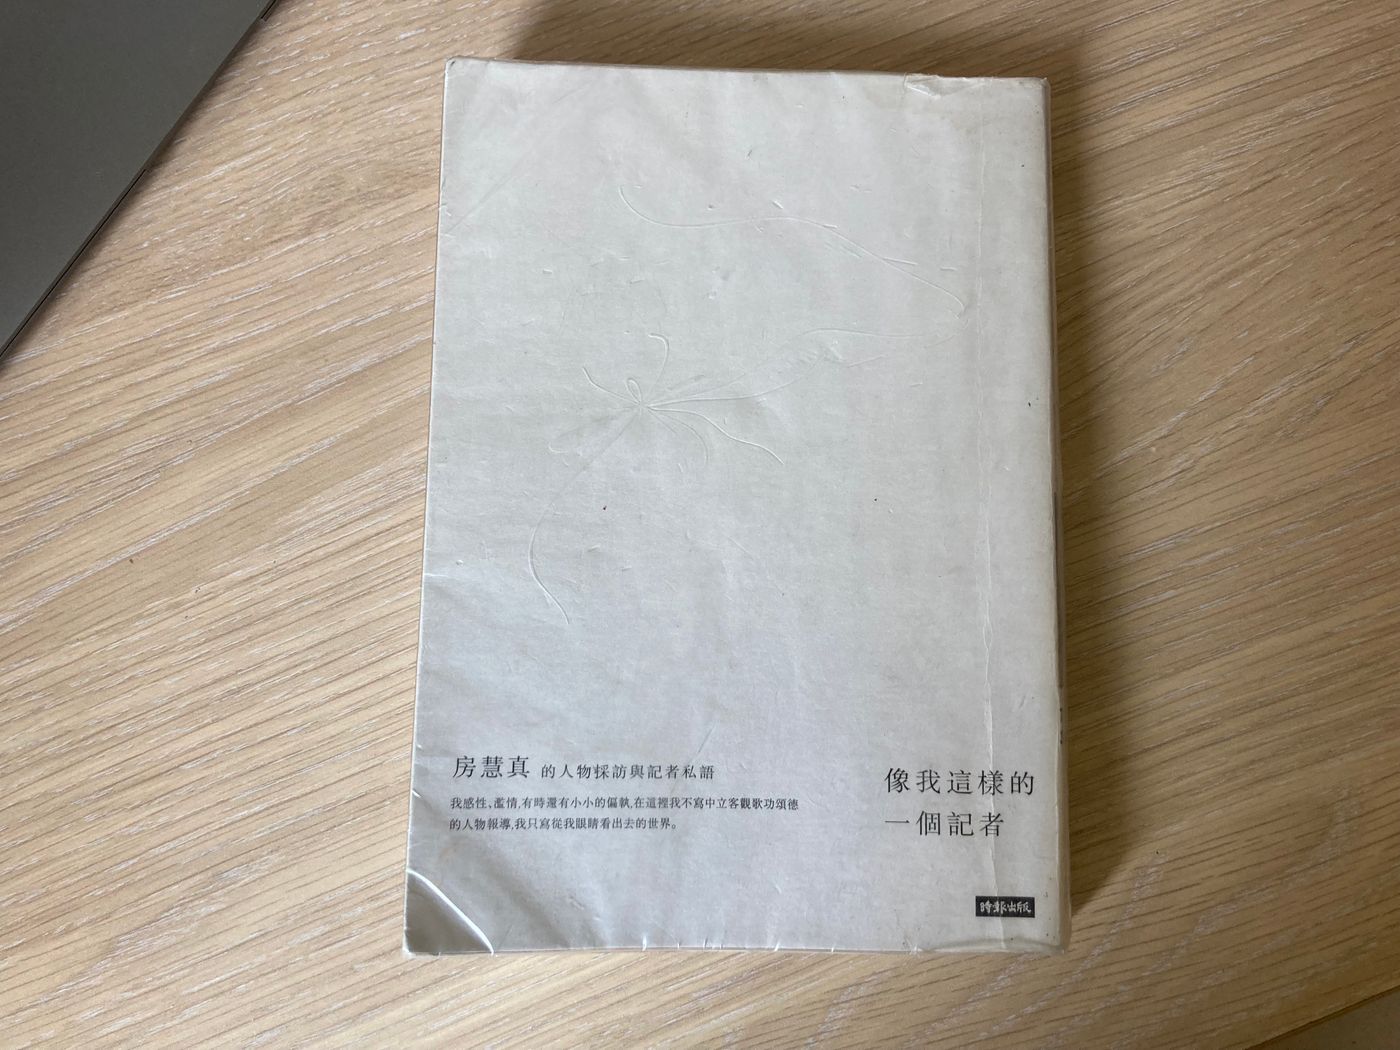 房慧真 的人物採訪與記者私語
我感性、濫情,有時還有小小的偏執,在這裡我不寫中立客觀歌功頌德
的人物報導,我只寫從我眼睛看出去的世界。
像我這樣的
一個記者
時報出版